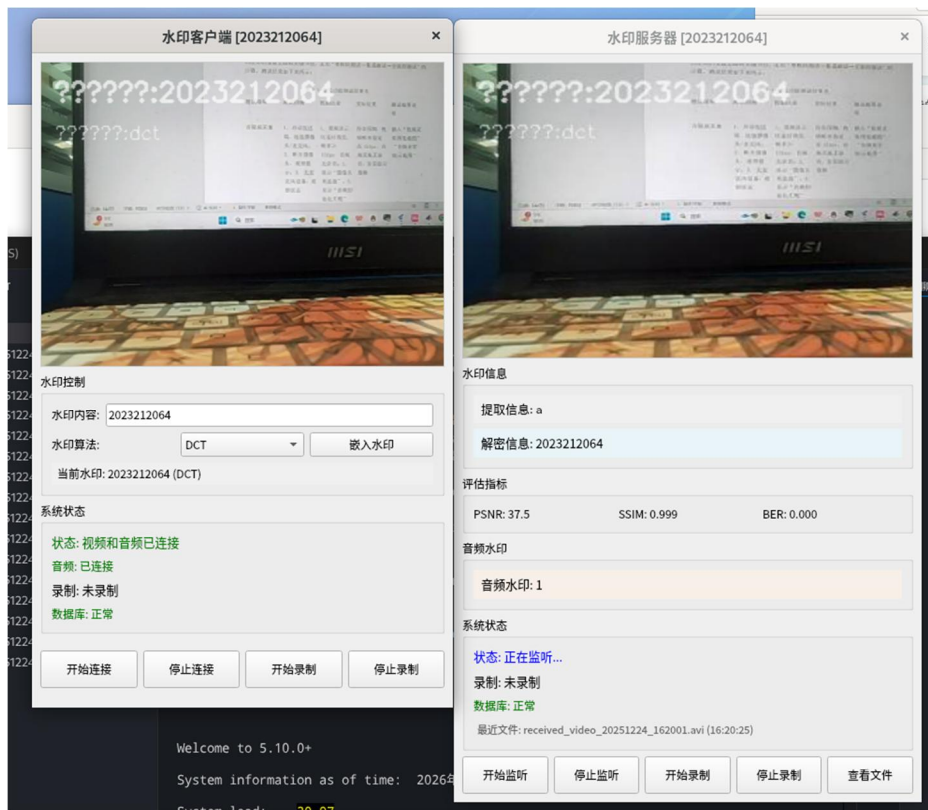 水印客户端 [2023212064]
??????:2023212064
??????:dct
msi
水印控制
水印内容: 2023212064
水印算法: DCT 嵌入水印
当前水印: 2023212064 (DCT)
系统状态
状态: 视频和音频已连接
音频: 已连接
录制: 未录制
数据库: 正常
开始连接 停止连接 开始录制 停止录制
水印服务器 [2023212064]
??????:2023212064
??????:dct
msi
水印信息
提取信息: a
解密信息: 2023212064
评估指标
PSNR: 37.5 SSIM: 0.999 BER: 0.000
音频水印
音频水印: 1
系统状态
状态: 正在监听...
录制: 未录制
数据库: 正常
最近文件: received_video_20251224_162001.avi (16:20:25)
开始监听 停止监听 开始录制 停止录制 查看文件
Welcome to 5.10.0+
System information as of time: 2026年